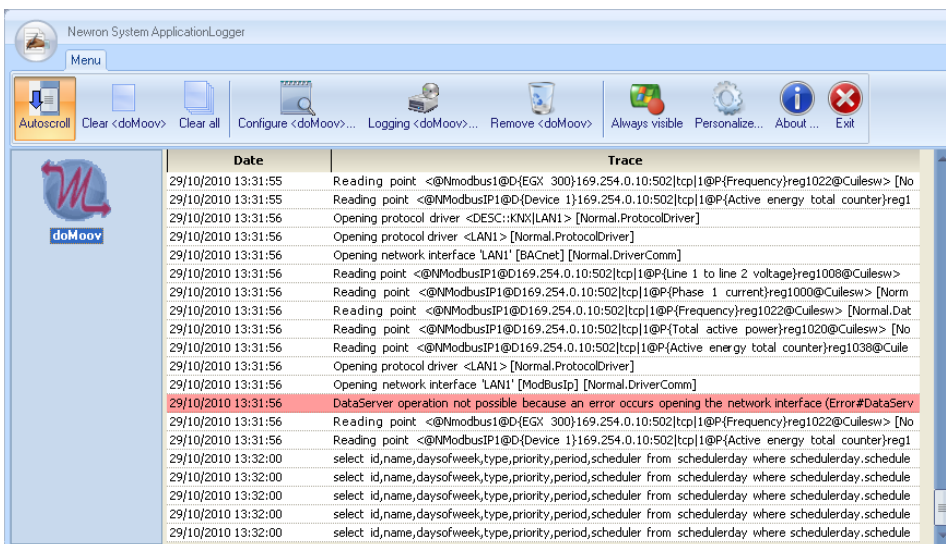 Newron System ApplicationLogger
Menu
Autoscroll Clear <doMoov> Clear all Configure <doMoov>... Logging <doMoov>... Remove <doMoov> Always visible Personalize... About ... Exit
doMoov
Date Trace
29/10/2010 13:31:55 Reading point <@Nmodbus1@D{EGX 300}169.254.0.10:502|tcp|1@P{Frequency}reg1022@Cuilesw> [No
29/10/2010 13:31:55 Reading point <@NModbusIP1@D{Device 1}169.254.0.10:502|tcp|1@P{Active energy total counter}reg1
29/10/2010 13:31:56 Opening protocol driver <DESC::KNX|LAN1> [Normal.ProtocolDriver]
29/10/2010 13:31:56 Opening protocol driver <LAN1> [Normal.ProtocolDriver]
29/10/2010 13:31:56 Opening network interface 'LAN1' [BACnet] [Normal.DriverComm]
29/10/2010 13:31:56 Reading point <@NModbusIP1@D169.254.0.10:502|tcp|1@P{Line 1 to line 2 voltage}reg1008@Cuilesw>
29/10/2010 13:31:56 Reading point <@NModbusIP1@D169.254.0.10:502|tcp|1@P{Phase 1 current}reg1000@Cuilesw> [Norm
29/10/2010 13:31:56 Reading point <@NModbusIP1@D169.254.0.10:502|tcp|1@P{Frequency}reg1022@Cuilesw> [Normal.Dat
29/10/2010 13:31:56 Reading point <@NModbusIP1@D169.254.0.10:502|tcp|1@P{Total active power}reg1020@Cuilesw> [No
29/10/2010 13:31:56 Reading point <@NModbusIP1@D169.254.0.10:502|tcp|1@P{Active energy total counter}reg1038@Cuile
29/10/2010 13:31:56 Opening protocol driver <LAN1> [Normal.ProtocolDriver]
29/10/2010 13:31:56 Opening network interface 'LAN1' [ModBusIp] [Normal.DriverComm]
29/10/2010 13:31:56 DataServer operation not possible because an error occurs opening the network interface (Error#DataServ
29/10/2010 13:31:56 Reading point <@Nmodbus1@D{EGX 300}169.254.0.10:502|tcp|1@P{Frequency}reg1022@Cuilesw> [No
29/10/2010 13:31:56 Reading point <@NModbusIP1@D{Device 1}169.254.0.10:502|tcp|1@P{Active energy total counter}reg1
29/10/2010 13:32:00 select id,name,daysofweek,type,priority,period,scheduler from schedulerday where schedulerday.schedule
29/10/2010 13:32:00 select id,name,daysofweek,type,priority,period,scheduler from schedulerday where schedulerday.schedule
29/10/2010 13:32:00 select id,name,daysofweek,type,priority,period,scheduler from schedulerday where schedulerday.schedule
29/10/2010 13:32:00 select id,name,daysofweek,type,priority,period,scheduler from schedulerday where schedulerday.schedule
29/10/2010 13:32:00 select id,name,daysofweek,type,priority,period,scheduler from schedulerday where schedulerday.schedule